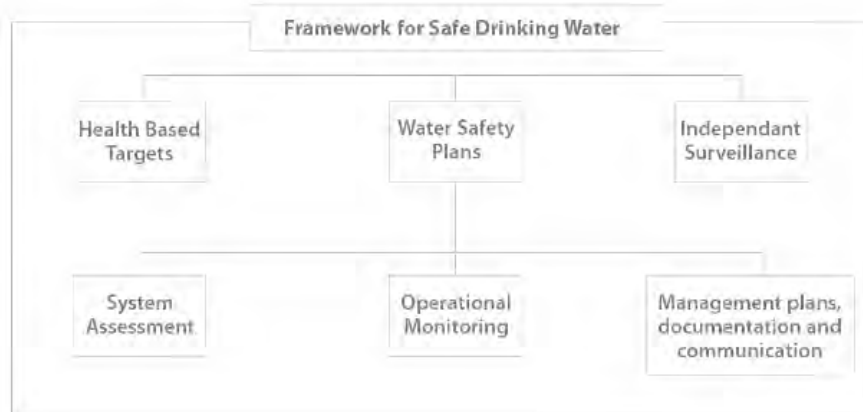 Framework for Safe Drinking Water
Health Based
Targets
Water Safety
Plans
Independant
Surveillance
System
Assessment
Operational
Monitoring
Management plans,
documentation and
communication